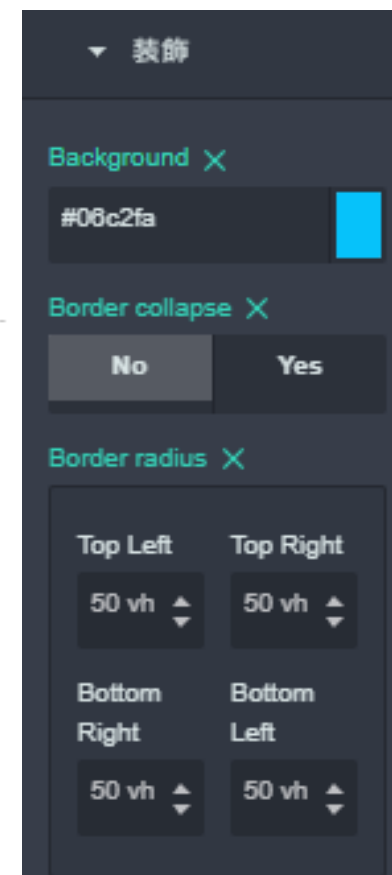 装飾
Background
#06c2fa
Border collapse
No Yes
Border radius
Top Left Top Right
50 vh 50 vh
Bottom Bottom
Right Left
50 vh 50 vh